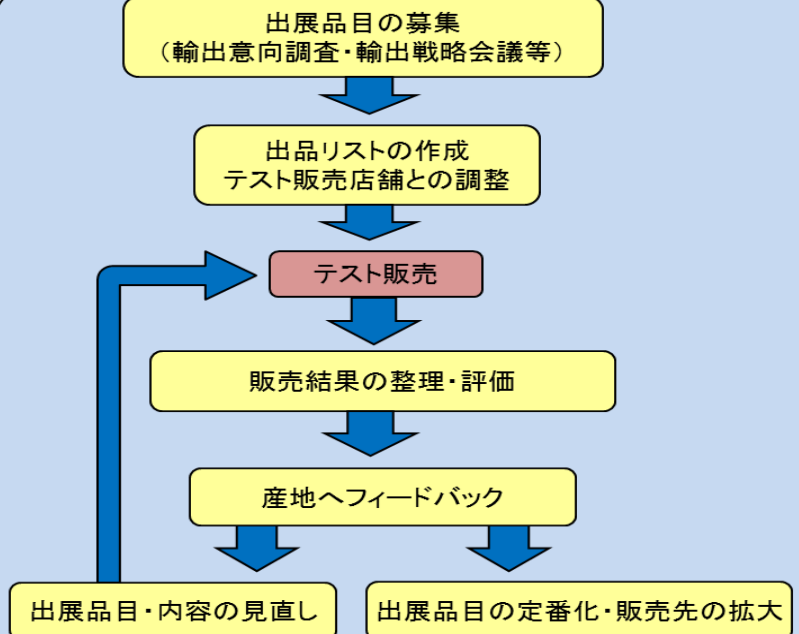 出展品目の募集
（輸出意向調査・輸出戦略会議等）
出品リストの作成
テスト販売店舗との調整
テスト販売
販売結果の整理・評価
産地へフィードバック
出展品目・内容の見直し
出展品目の定番化・販売先の拡大